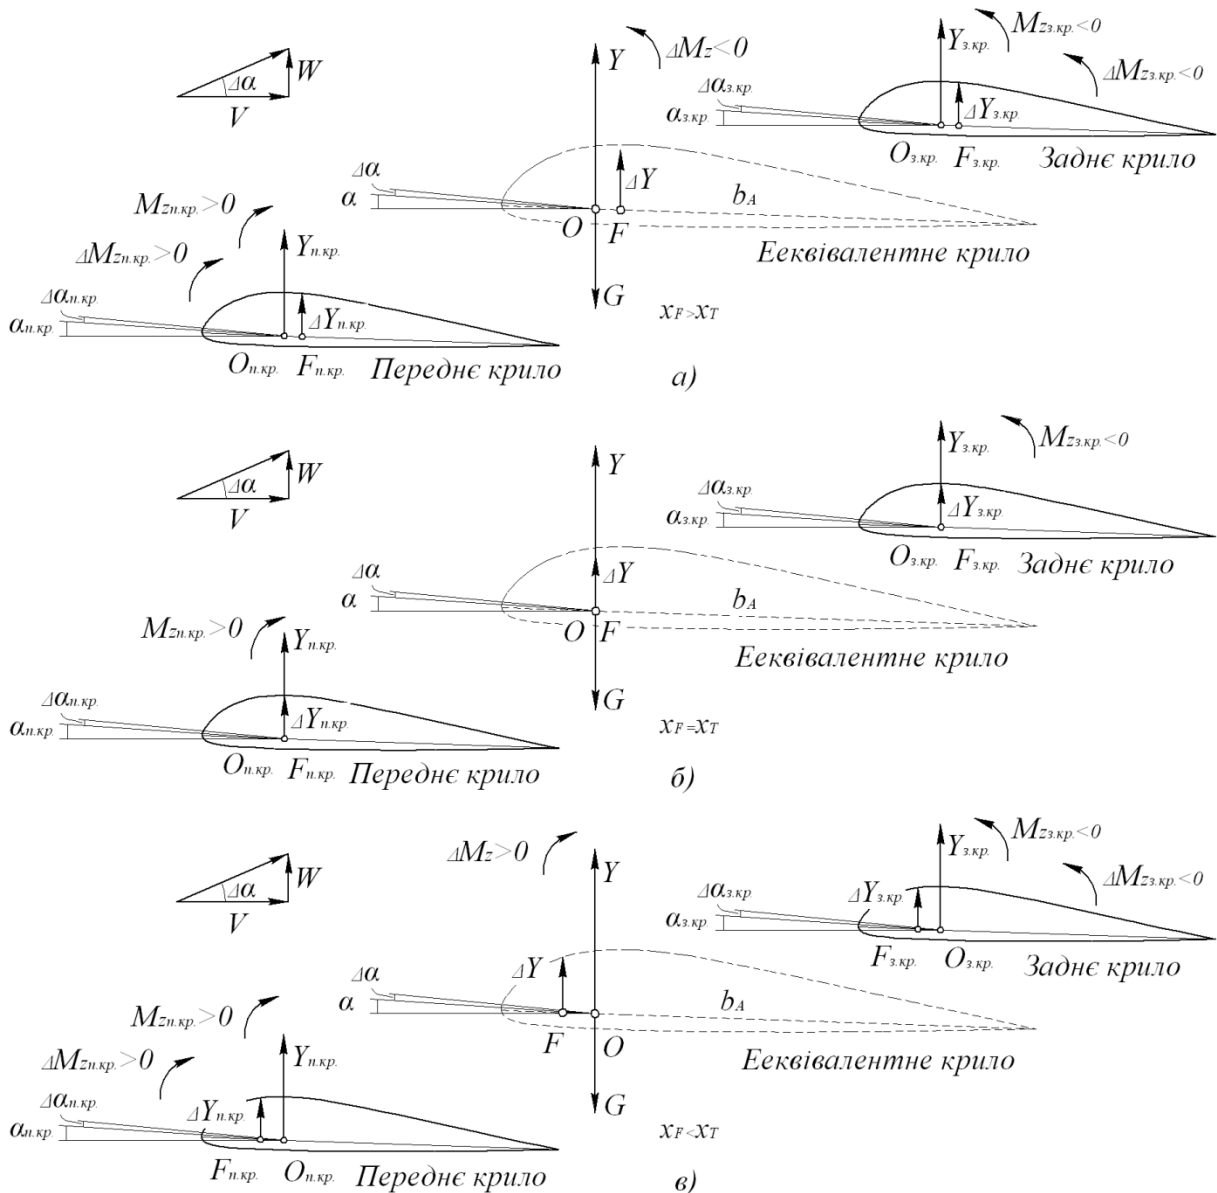 Mzз.кр.<0
Yз.кр.
ΔMz<0
ΔMzз.кр.<0
Y
W
Δα
V
Δαз.кр.
αз.кр.
ΔYз.кр.
Oз.кр. Fз.кр. Заднє крило
Δα
α
ΔY
bA
Mzп.кр.>0
O F
Yп.кр.
Ееквівалентне крило
ΔMzп.кр.>0
G
xF>xT
Δαп.кр.
αп.кр.
ΔYп.кр.
Oп.кр. Fп.кр. Переднє крило
а)
Yз.кр.
Mzз.кр.<0
Y
W
Δα
V
Δαз.кр.
αз.кр.
ΔYз.кр.
Oз.кр. Fз.кр. Заднє крило
Δα
α
ΔY
bA
Mzп.кр.>0
O F
Yп.кр.
Ееквівалентне крило
G
xF=xT
Δαп.кр.
αп.кр.
ΔYп.кр.
Oп.кр. Fп.кр. Переднє крило
б)
Mzз.кр.<0
Yз.кр.
ΔMz>0
Y
W
ΔMzз.кр.<0
Δα
V
Δαз.кр.
αз.кр.
ΔYз.кр.
Fз.кр. Oз.кр. Заднє крило
Δα
α
ΔY
bA
Mzп.кр.>0
F O
Yп.кр.
Ееквівалентне крило
ΔMzп.кр.>0
G
Δαп.кр.
αп.кр.
ΔYп.кр.
xF<xT
Fп.кр. Oп.кр. Переднє крило
в)